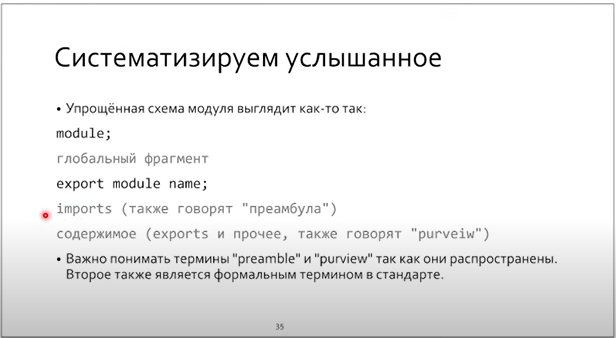 Систематизируем услышанное
• Упрощённая схема модуля выглядит как-то так:
module;
глобальный фрагмент
export module name;
imports (также говорят "преамбула")
содержимое (exports и прочее, также говорят "purveiw")
• Важно понимать термины "preamble" и "purview" так как они распространены.
Второе также является формальным термином в стандарте.
35